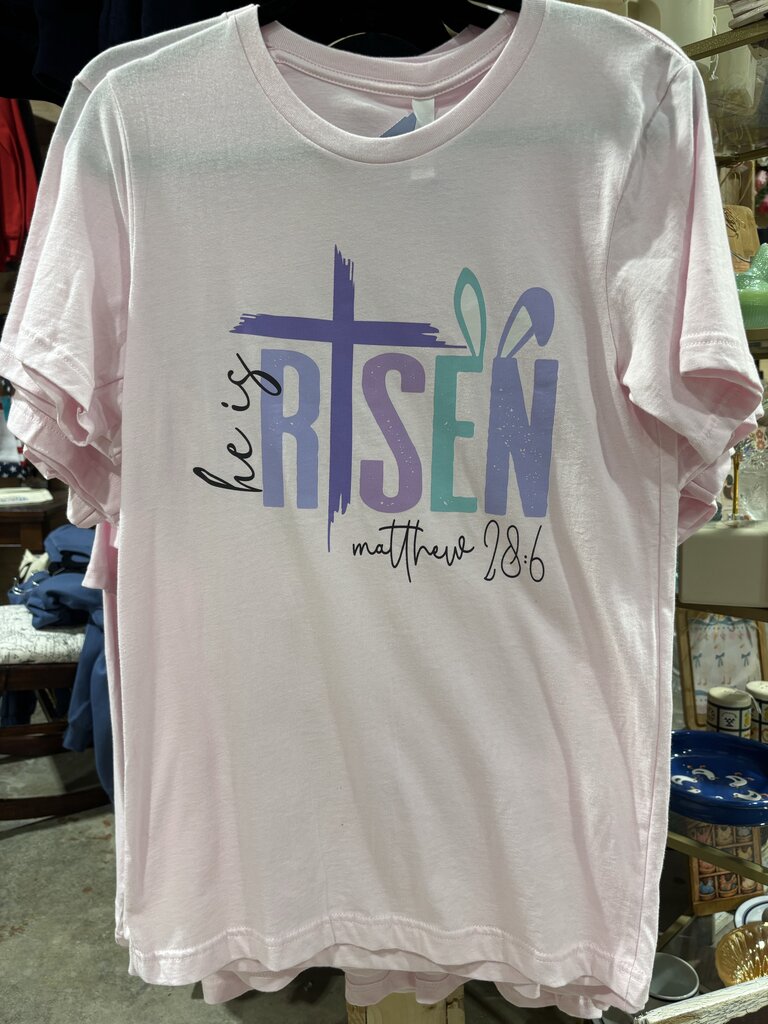 he is
RISEN
matthew 28:6